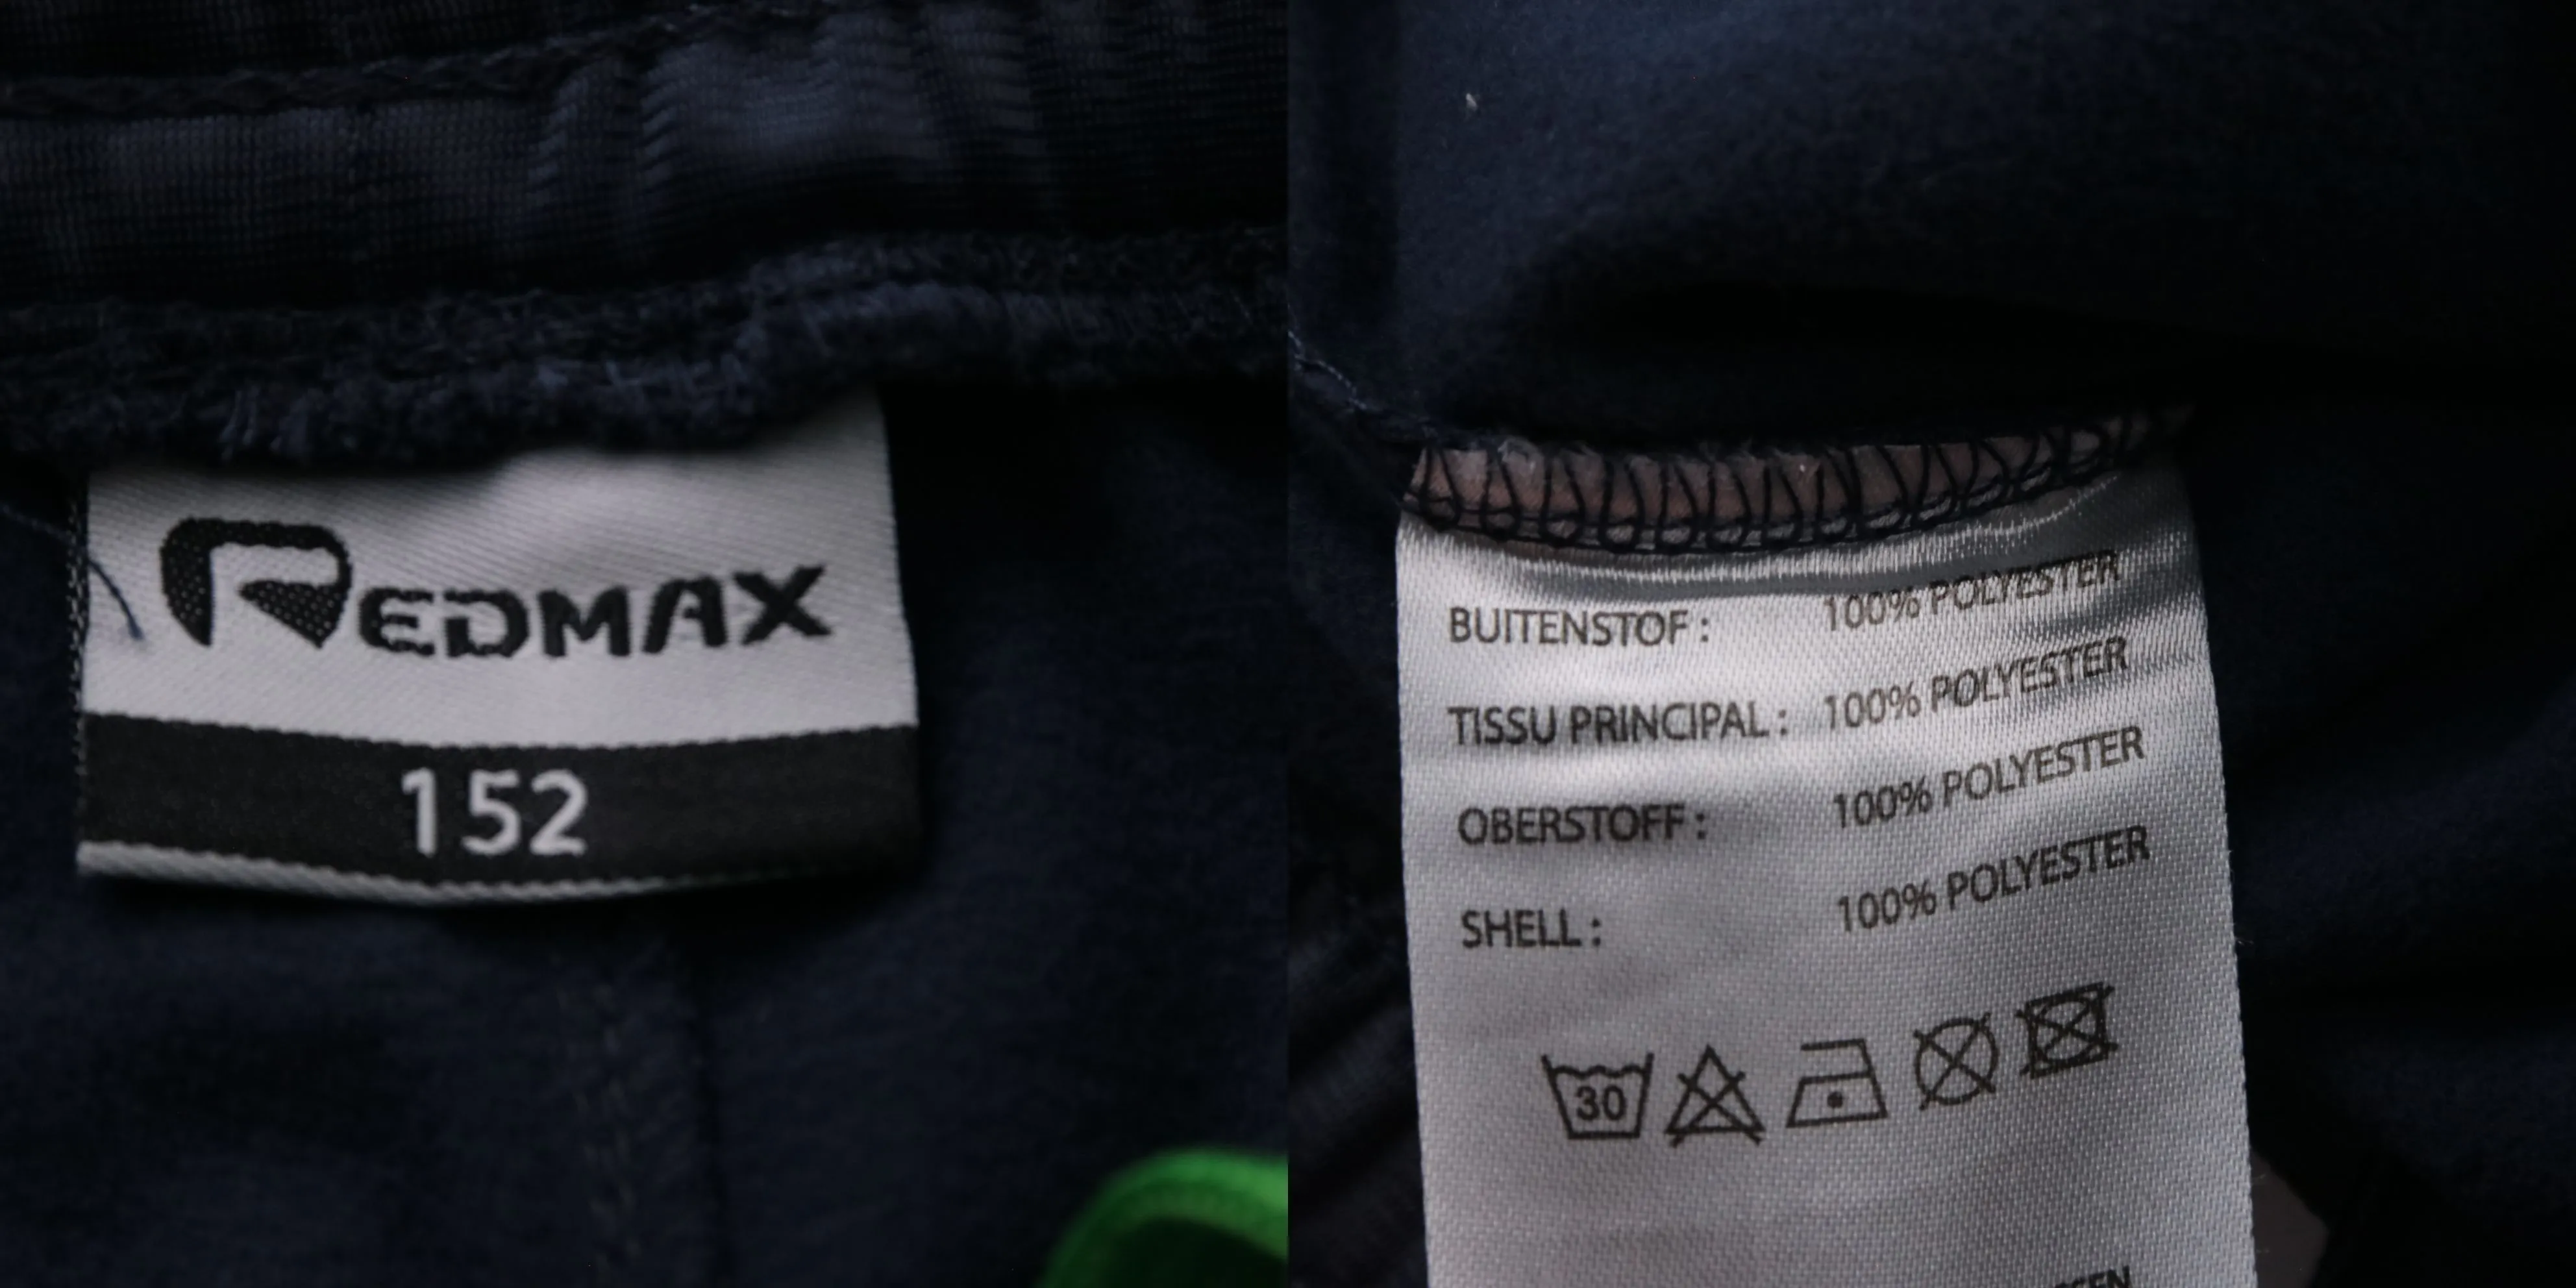 REDMAX
152
BUITENSTOF : 100% POLYESTER
TISSU PRINCIPAL : 100% POLYESTER
OBERSTOFF : 100% POLYESTER
SHELL : 100% POLYESTER
30